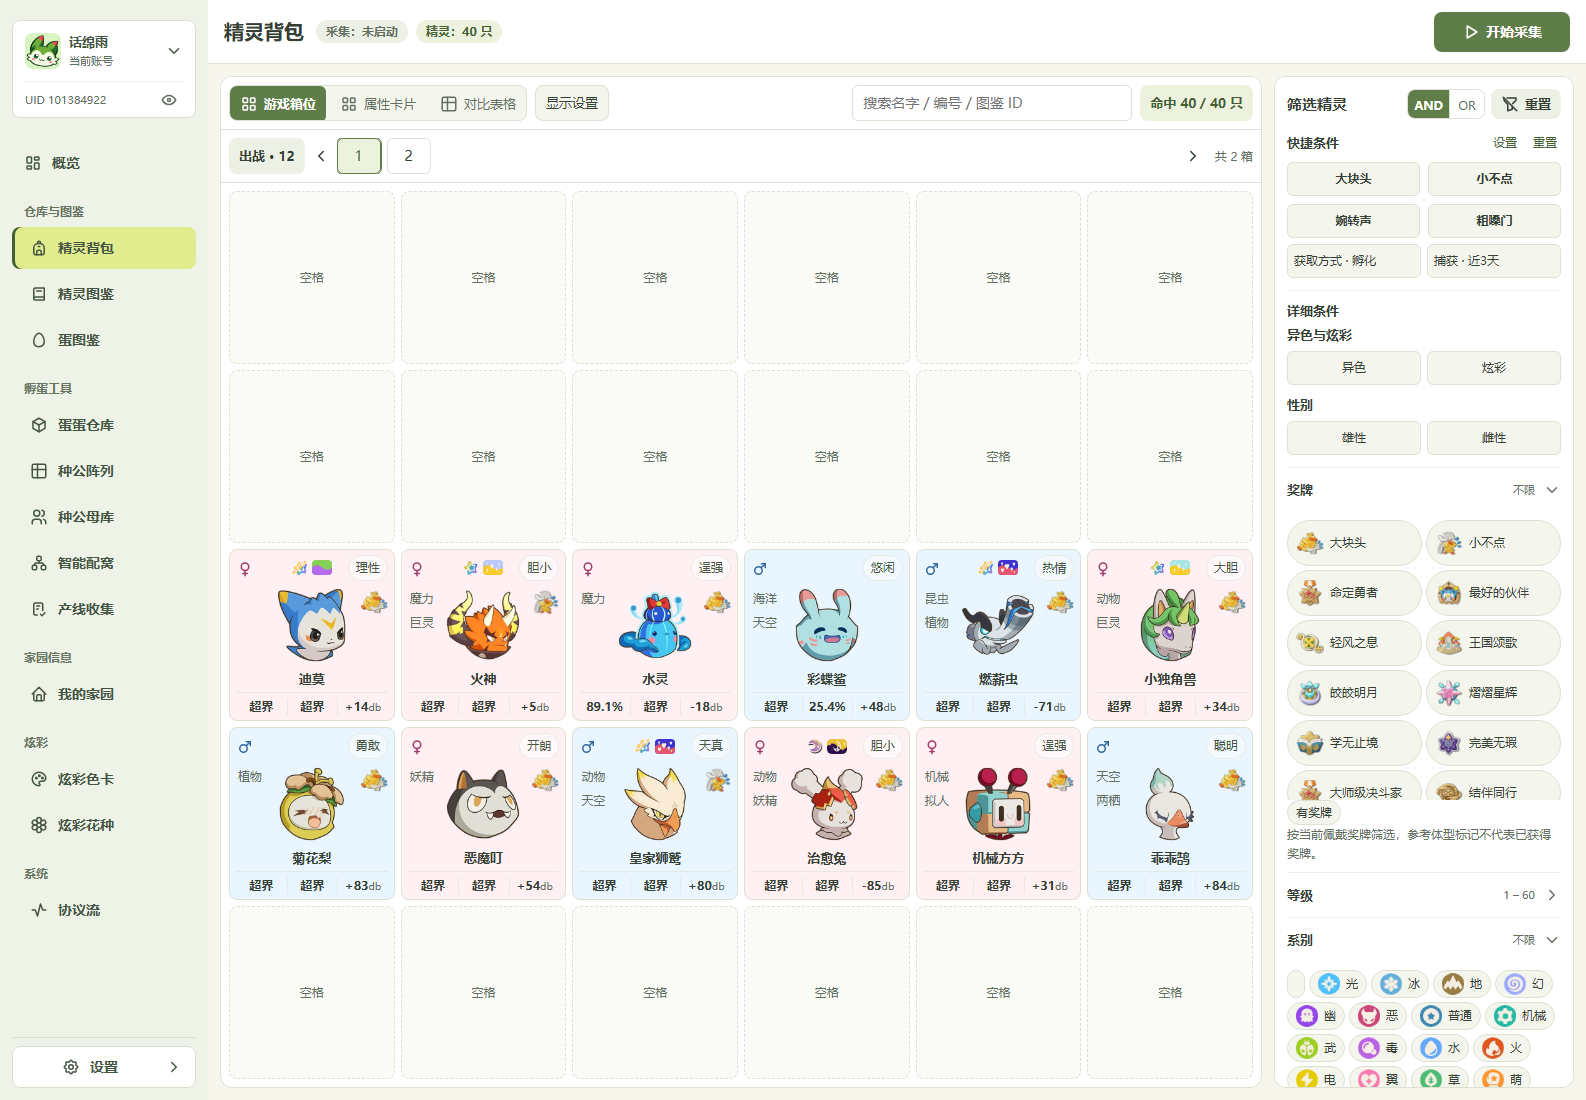 话绵雨
当前账号
UID 101384922
概览
仓库与图鉴
精灵背包
精灵图鉴
蛋图鉴
孵蛋工具
蛋蛋仓库
种公阵列
种公母库
智能配窝
产线收集
家园信息
我的家园
炫彩
炫彩色卡
炫彩花种
系统
协议流
设置
精灵背包 采集：未启动 精灵：40 只 开始采集
游戏箱位 属性卡片 对比表格 显示设置 搜索名字 / 编号 / 图鉴 ID 命中 40 / 40 只
出战 • 12 1 2 共 2 箱
空格 空格 空格 空格 空格 空格
空格 空格 空格 空格 空格 空格
理性
迪莫
超界 超界 +14db
胆小
魔力
巨灵
火神
超界 超界 +5db
逞强
魔力
水灵
89.1% 超界 -18db
悠闲
海洋
天空
彩蝶鲨
超界 25.4% +48db
热情
昆虫
植物
燃薪虫
超界 超界 -71db
大胆
动物
巨灵
小独角兽
超界 超界 +34db
勇敢
植物
菊花梨
超界 超界 +83db
开朗
妖精
恶魔叮
超界 超界 +54db
天真
动物
天空
皇家狮鹫
超界 超界 +80db
胆小
动物
妖精
治愈兔
超界 超界 -85db
逞强
机械
拟人
机械方方
超界 超界 +31db
聪明
天空
两栖
乖乖鹄
超界 超界 +84db
空格 空格 空格 空格 空格 空格
筛选精灵 AND OR 重置
快捷条件 设置 重置
大块头 小不点
婉转声 粗嗓门
获取方式 · 孵化 捕获 · 近3天
详细条件
异色与炫彩
异色 炫彩
性别
雄性 雌性
奖牌 不限
大块头 小不点
命定勇者 最好的伙伴
轻风之息 王国颂歌
皎皎明月 熠熠星辉
学无止境 完美无瑕
大师级决斗家 结伴同行
有奖牌
按当前佩戴奖牌筛选，参考体型标记不代表已获得
奖牌。
等级 1 – 60
系别 不限
光 冰 地 幻
幽 恶 普通 机械
武 毒 水 火
电 翼 草 萌